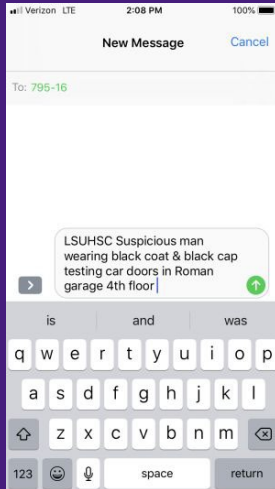 Verizon LTE 2:08 PM 100%
New Message Cancel
To: 795-16
LSUHSC Suspicious man
wearing black coat & black cap
testing car doors in Roman
garage 4th floor
is and was
q w e r t y u i o p
a s d f g h j k l
z x c v b n m
123 space return